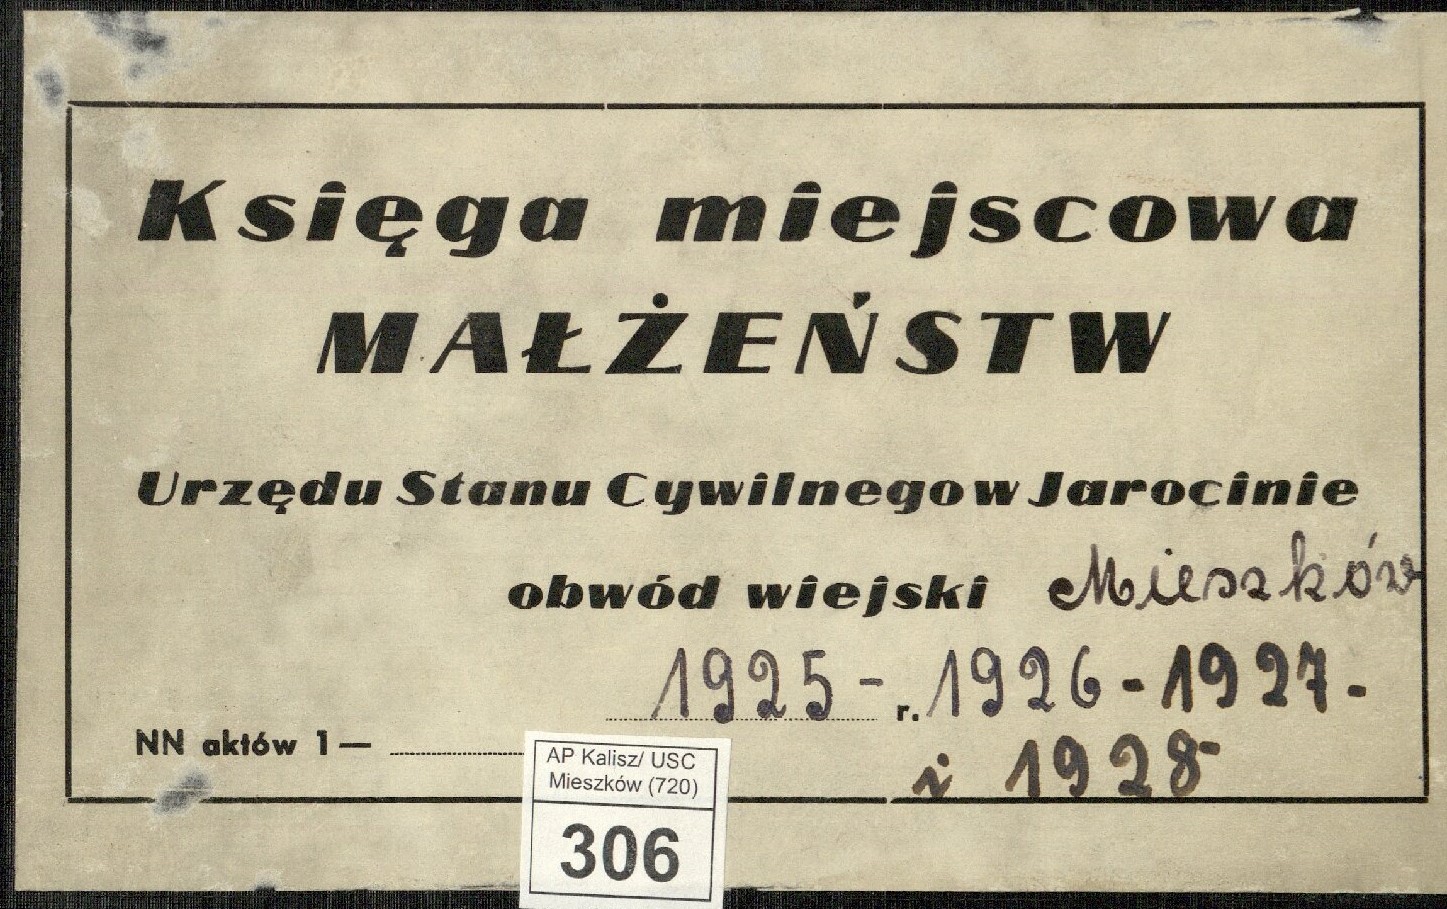 Księga miejscowa
MAŁŻEŃSTW
Urzędu Stanu Cywilnego w Jarocinie
obwód wiejski Mieszków
1925 - r. 1926 - 1927 -
NN aktów 1 —
i 1928
AP Kalisz/ USC
Mieszków (720)
306